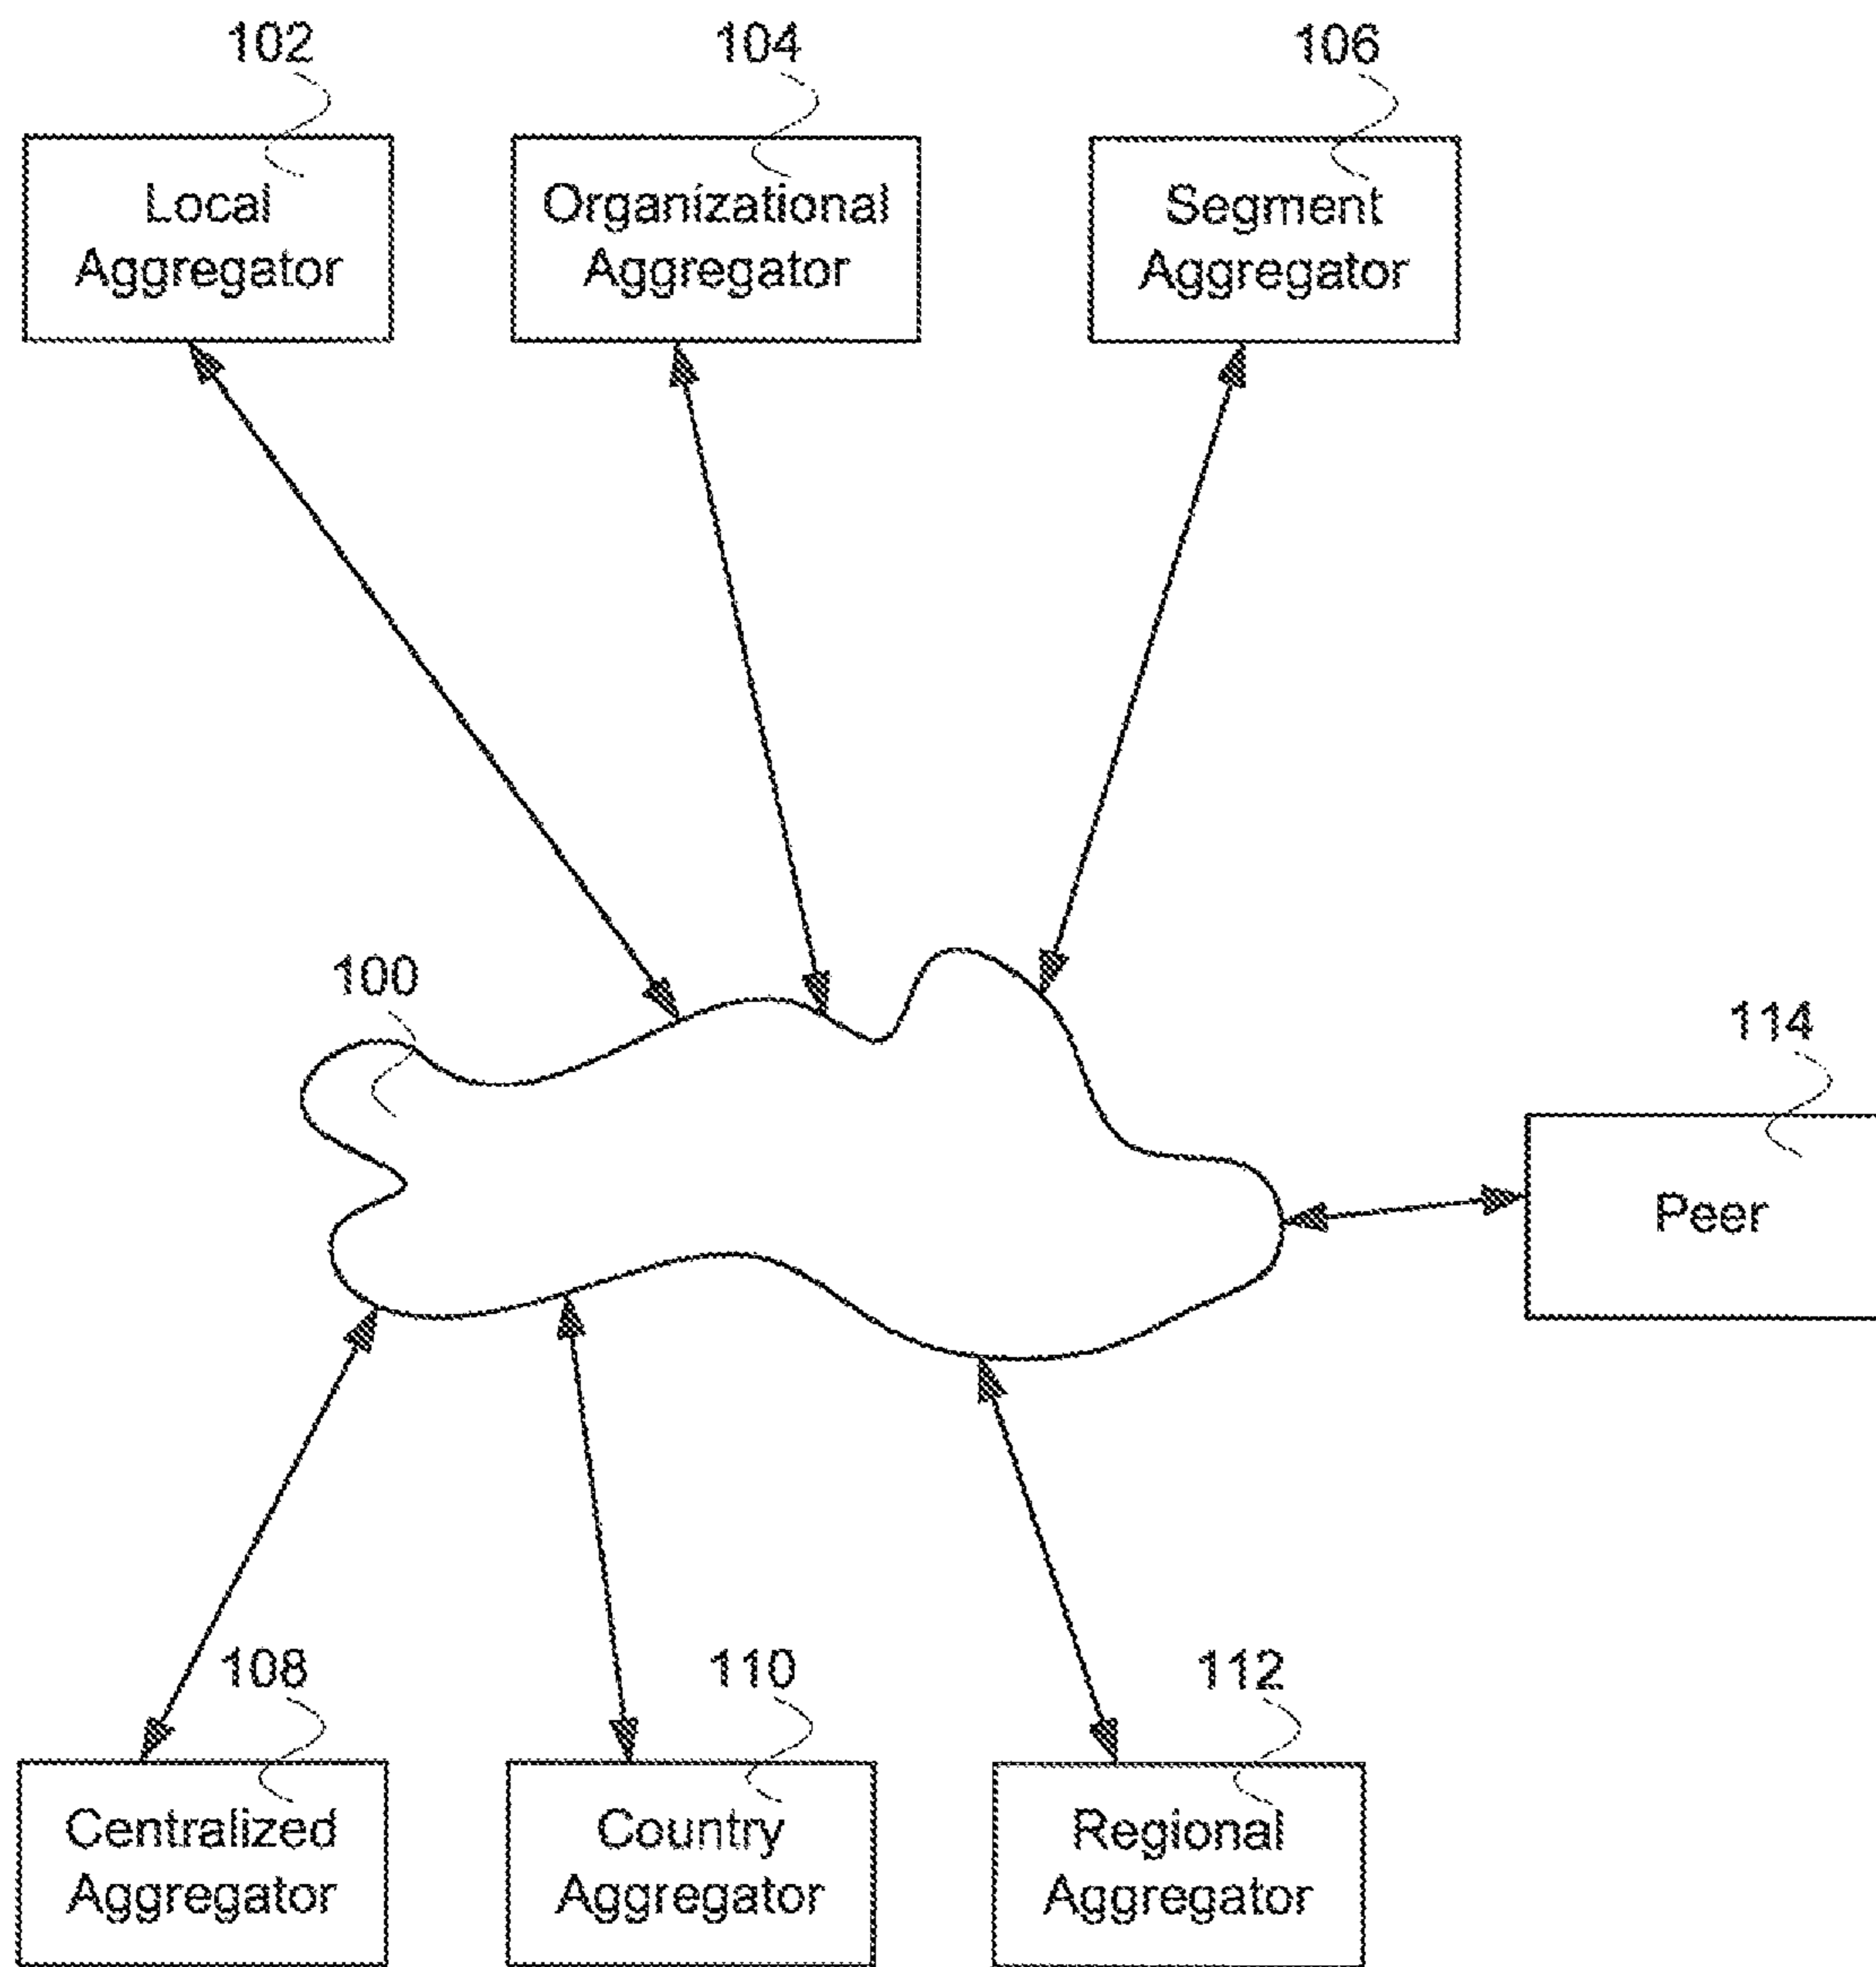 102
104
106
Local
Aggregator
Organizational
Aggregator
Segment
Aggregator
100
114
Peer
108
110
112
Centralized
Aggregator
Country
Aggregator
Regional
Aggregator